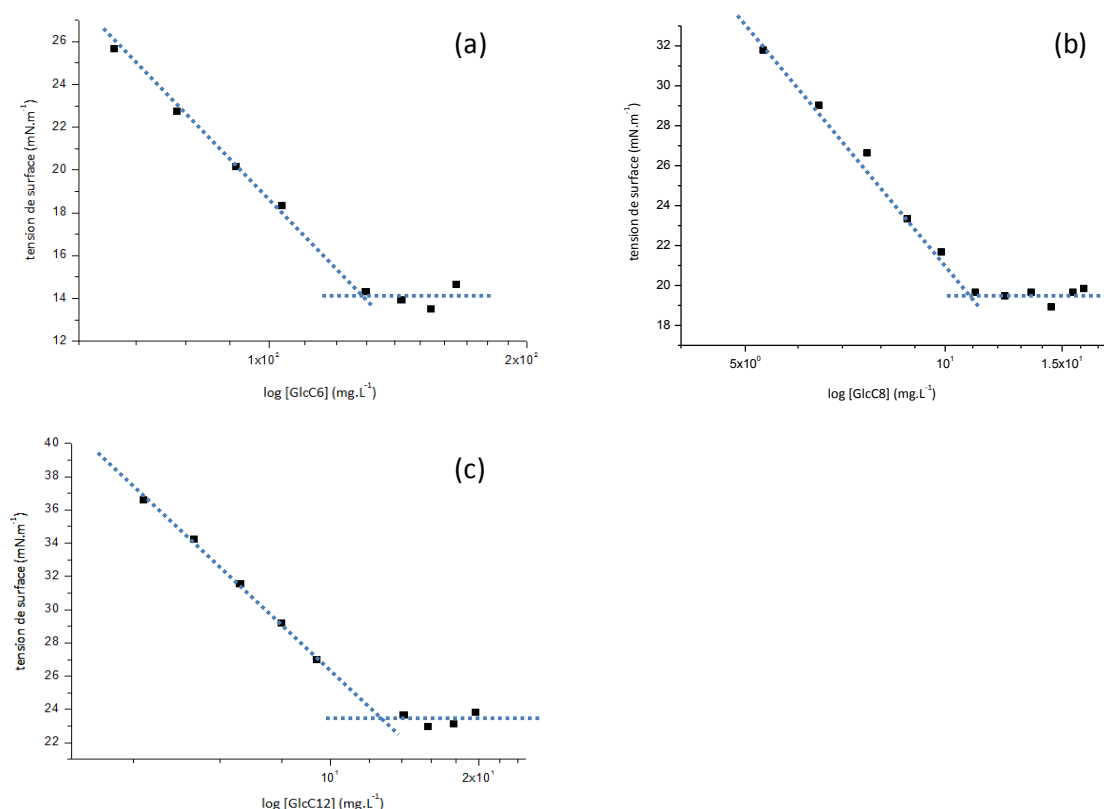 (a)
tension de surface (mN.m⁻¹)
26
24
22
20
18
16
14
12
1x10²
2x10²
log [GlcC6] (mg.L⁻¹)
(b)
tension de surface (mN.m⁻¹)
32
30
28
26
24
22
20
18
5x10⁰
10¹
1.5x10¹
log [GlcC8] (mg.L⁻¹)
(c)
tension de surface (mN.m⁻¹)
40
38
36
34
32
30
28
26
24
22
10¹
2x10¹
log [GlcC12] (mg.L⁻¹)